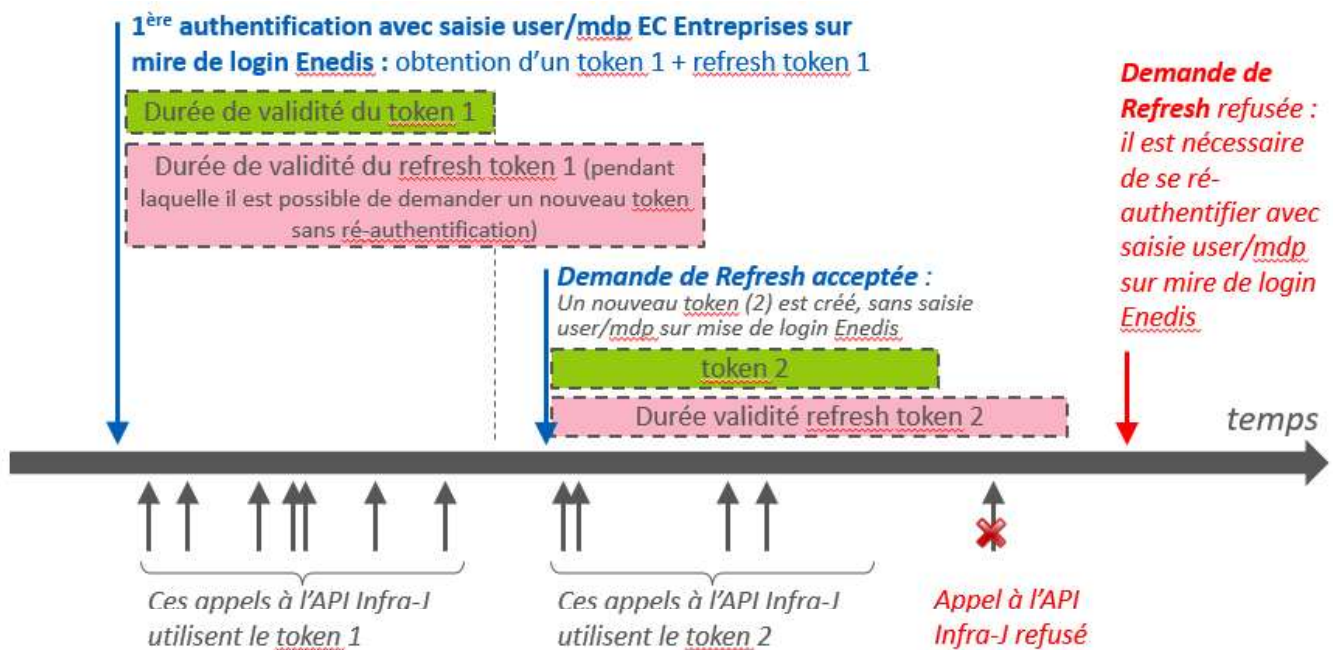 1ère authentification avec saisie user/mdp EC Entreprises sur
mire de login Enedis : obtention d'un token 1 + refresh token 1
Durée de validité du token 1
Durée de validité du refresh token 1 (pendant
laquelle il est possible de demander un nouveau token
sans ré-authentification)
Demande de Refresh acceptée :
Un nouveau token (2) est créé, sans saisie
user/mdp sur mise de login Enedis
token 2
Durée validité refresh token 2
Demande de
Refresh refusée :
il est nécessaire
de se ré-
authentifier avec
saisie user/mdp
sur mire de login
Enedis
temps
Ces appels à l'API Infra-J
utilisent le token 1
Ces appels à l'API Infra-J
utilisent le token 2
Appel à l'API
Infra-J refusé